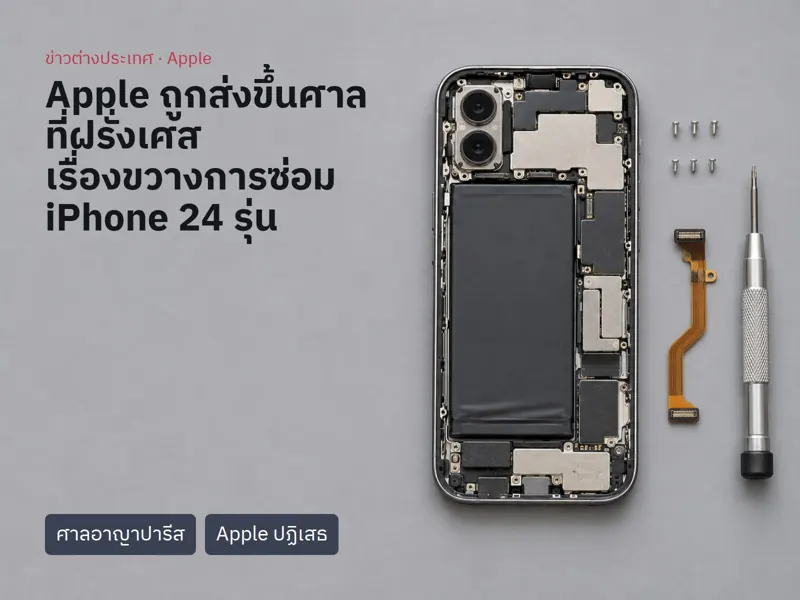 ข่าวต่างประเทศ · Apple
Apple ถูกส่งขึ้นศาล
ที่ฝรั่งเศส
เรื่องขวางการซ่อม
iPhone 24 รุ่น
ศาลอาญาปารีส
Apple ปฏิเสธ